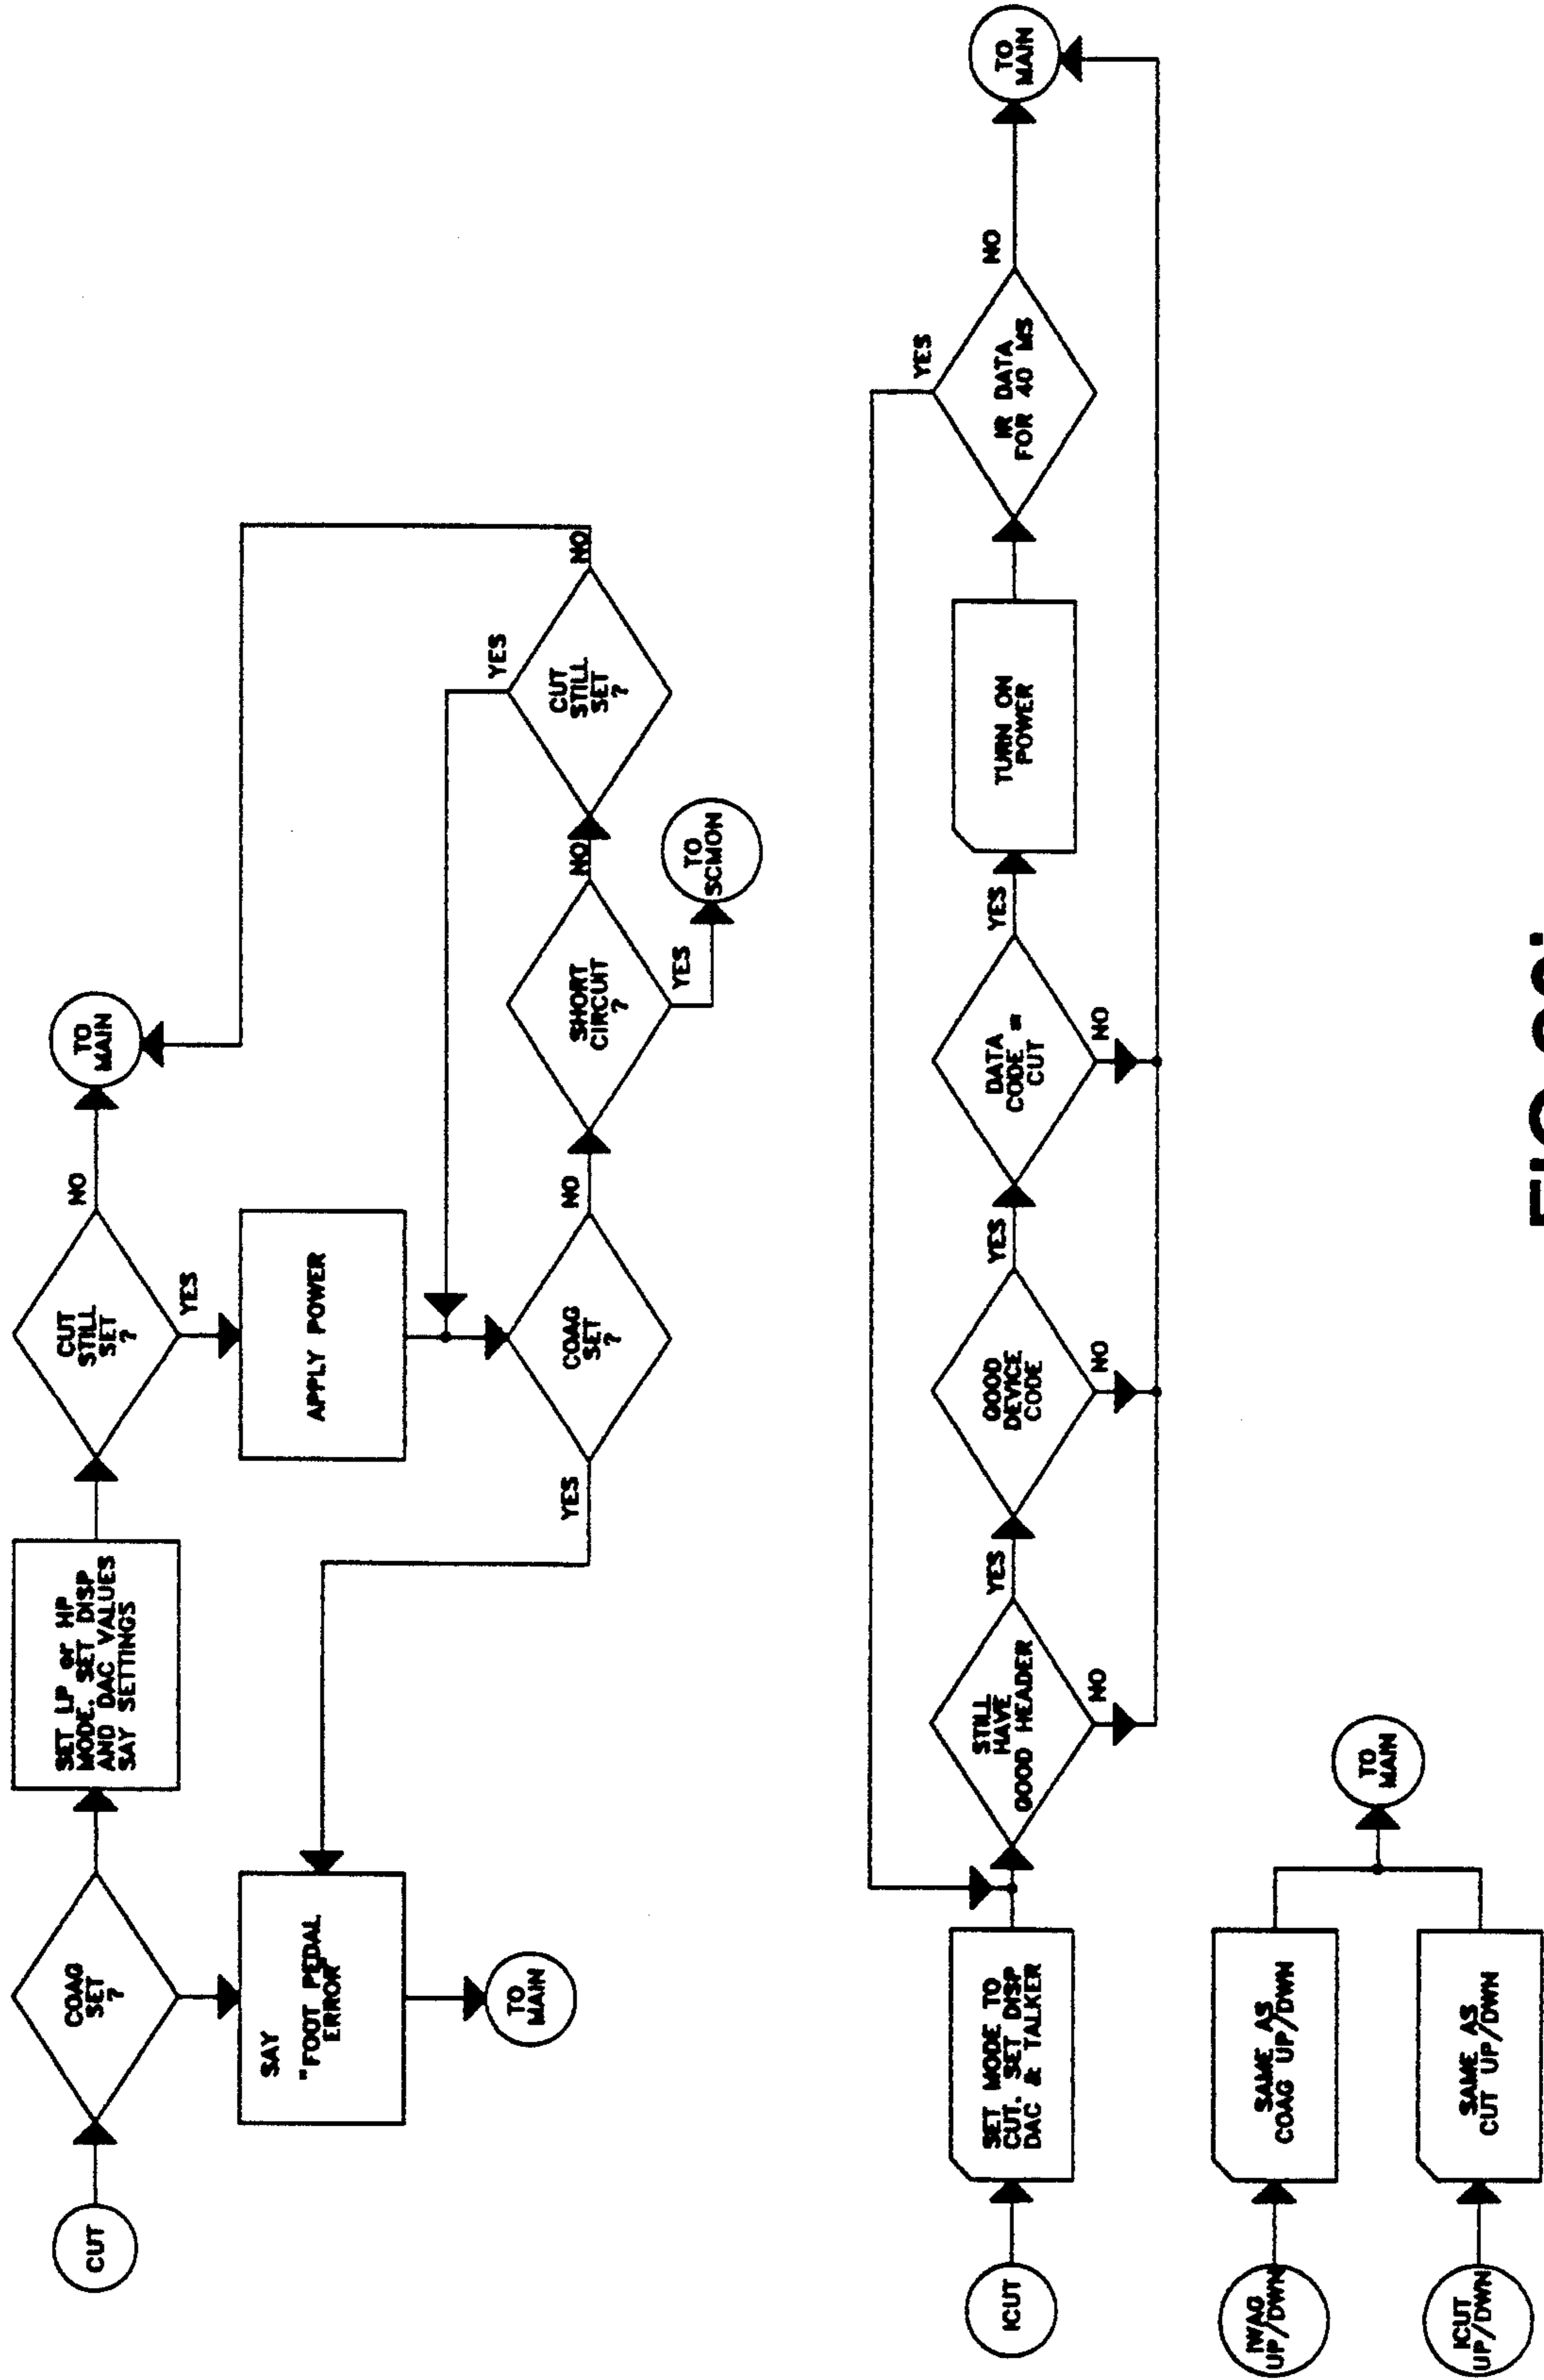 CUT
COAG
SET
?
SET LP or HP
MODE. SET DISP
AND DAC VALUES
SAY SETTINGS
CUT
STILL
SET
?
NO
TO
MAIN
YES
SAY
"FOOT PEDAL
ERROR"
TO
MAIN
APPLY POWER
COAG
SET
?
YES
NO
SHORT
CIRCUIT
?
YES
TO
SCMON
NO
CUT
STILL
SET
?
YES
NO
ICUT
SET MODE TO
CUT. SET DISP
DAC & TALKER
STILL
HAVE
GOOD HEADER
YES
NO
GOOD
DEVICE
CODE
YES
NO
DATA
CODE =
CUT
YES
NO
TURN ON
POWER
IR DATA
FOR 40 MS
YES
NO
TO
MAIN
IWAG
UP/DWN
SAME AS
COAG UP/DWN
TO
MAIN
ICUT
UP/DWN
SAME AS
CUT UP/DWN